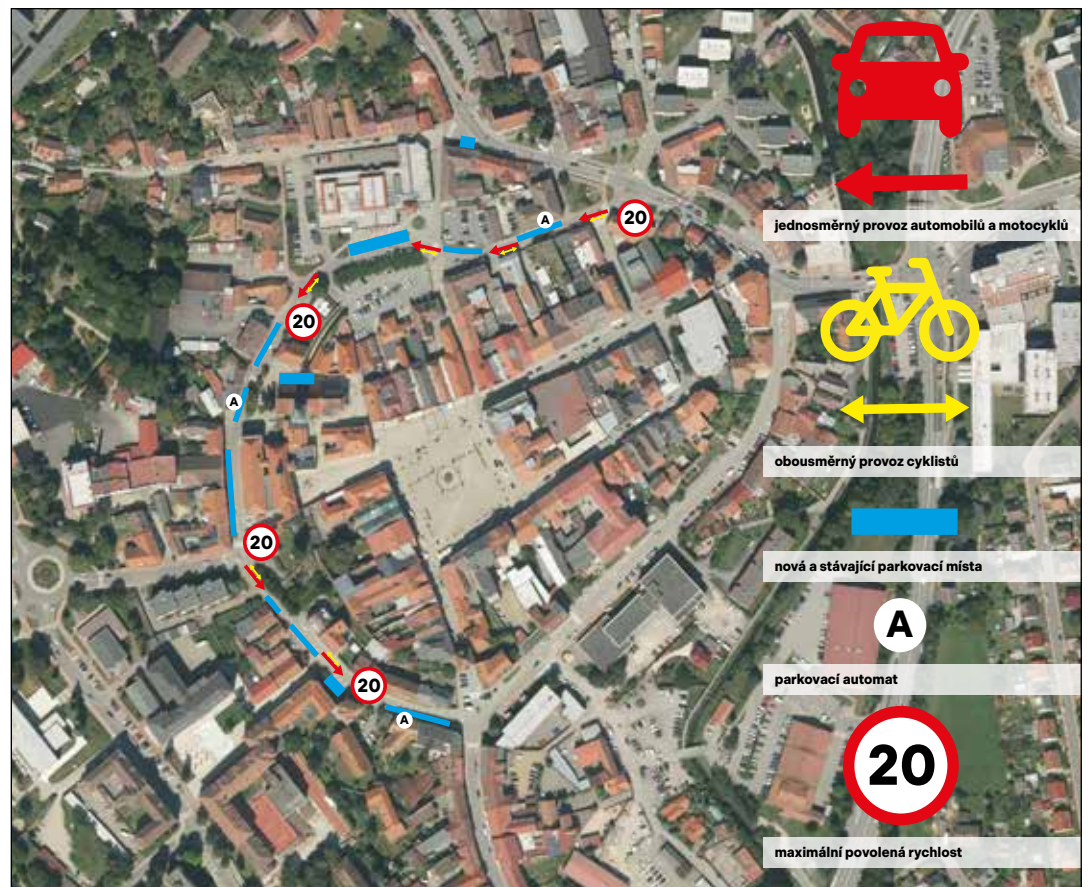 jednosměrný provoz automobilů a motocyklů
obousměrný provoz cyklistů
nová a stávající parkovací místa
A
parkovací automat
20
maximální povolená rychlost
A
20
20
A
20
20
A